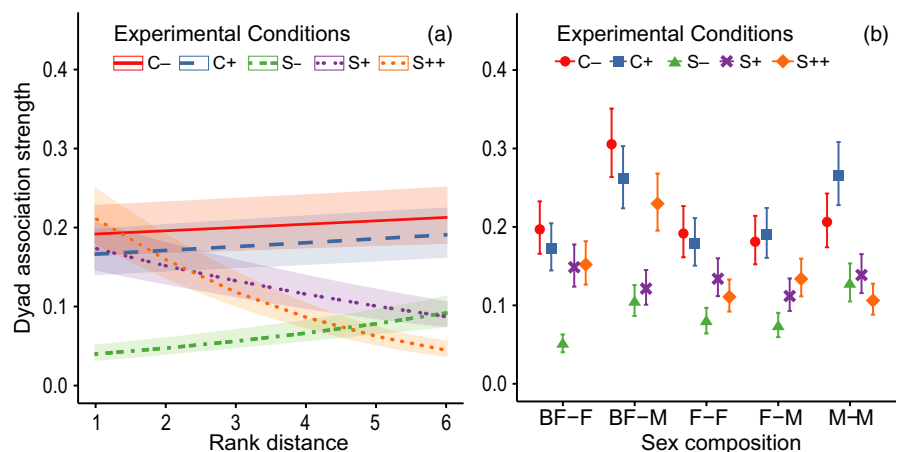 Experimental Conditions (a)
C− C+ S− S+ S++
Dyad association strength
0.4
0.3
0.2
0.1
0.0
1 2 3 4 5 6
Rank distance
Experimental Conditions (b)
C− C+ S− S+ S++
0.4
0.3
0.2
0.1
0.0
BF−F BF−M F−F F−M M−M
Sex composition